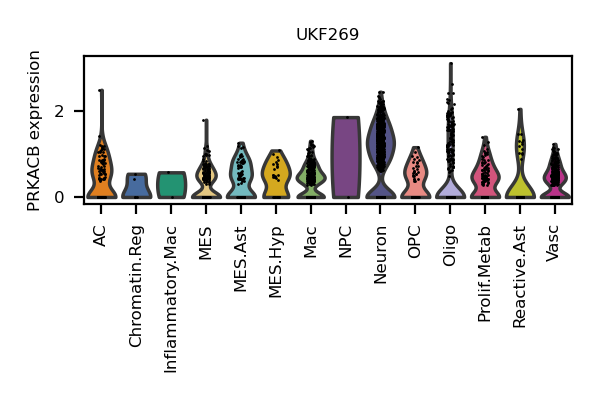 UKF269
PRKACB expression
2
0
AC
Chromatin.Reg
Inflammatory.Mac
MES
MES.Ast
MES.Hyp
Mac
NPC
Neuron
OPC
Oligo
Prolif.Metab
Reactive.Ast
Vasc